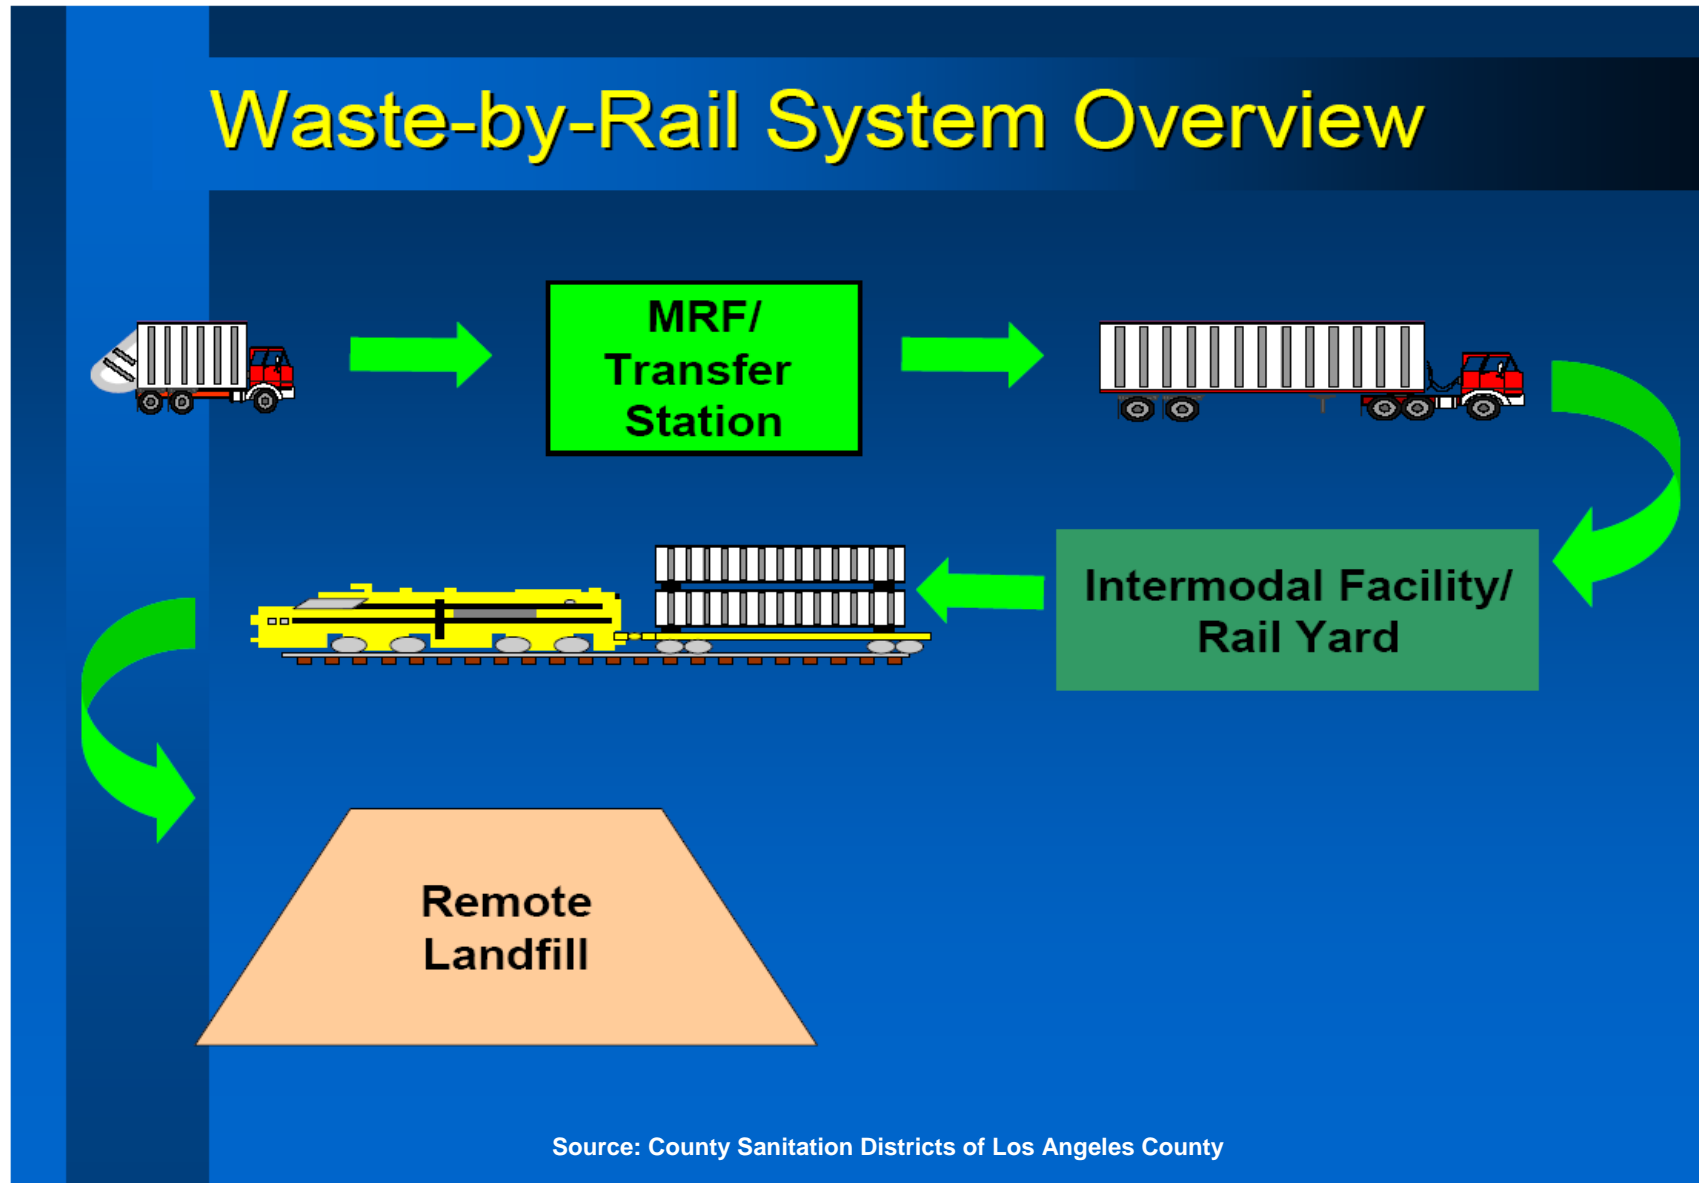 Waste-by-Rail System Overview
MRF/
Transfer
Station
Intermodal Facility/
Rail Yard
Remote
Landfill
Source: County Sanitation Districts of Los Angeles County